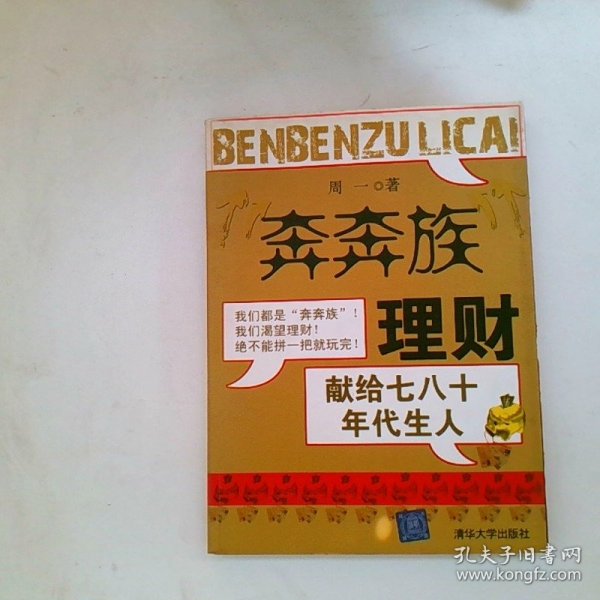 BENBENZU LICAI
周一◎著
奔奔族
理财
我们都是“奔奔族”！
我们渴望理财！
绝不能拼一把就玩完！
献给七八十
年代生人
清华大学出版社
孔夫子旧书网
www.kongfz.com